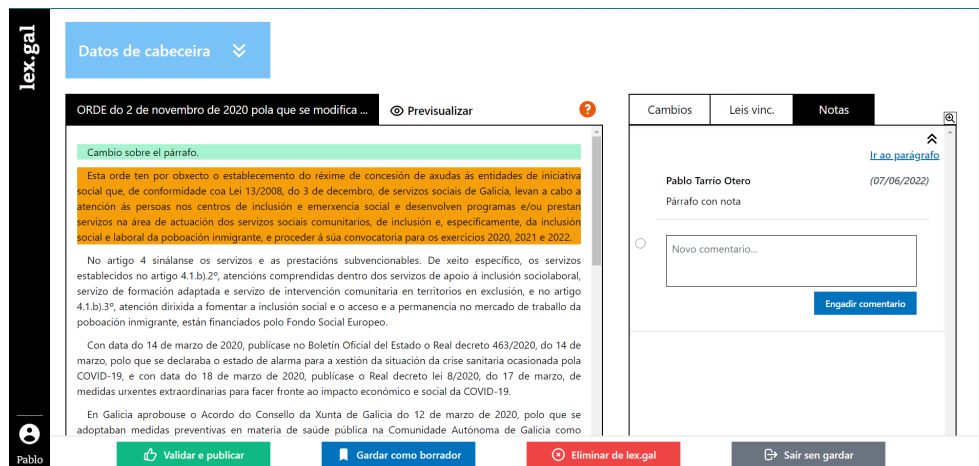 lex.gal
Datos de cabeceira
ORDE do 2 de novembro de 2020 pola que se modifica ...
Previsualizar
?
Cambio sobre el párrafo.
Esta orde ten por obxecto o establecemento do réxime de concesión de axudas ás entidades de iniciativa
social que, de conformidade coa Lei 13/2008, do 3 de decembro, de servizos sociais de Galicia, levan a cabo a
atención ás persoas nos centros de inclusión e emerxencia social e desenvolven programas e/ou prestan
servizos na área de actuación dos servizos sociais comunitarios, de inclusión e, especificamente, da inclusión
social e laboral da poboación inmigrante, e proceder á súa convocatoria para os exercicios 2020, 2021 e 2022.
No artigo 4 sinálanse os servizos e as prestacións subvencionables. De xeito específico, os servizos
establecidos no artigo 4.1.b).2º, atencións comprendidas dentro dos servizos de apoio á inclusión sociolaboral,
servizo de formación adaptada e servizo de intervención comunitaria en territorios en exclusión, e no artigo
4.1.b).3º, atención dirixida a fomentar a inclusión social e o acceso e a permanencia no mercado de traballo da
poboación inmigrante, están financiados polo Fondo Social Europeo.
Con data do 14 de marzo de 2020, publícase no Boletín Oficial del Estado o Real decreto 463/2020, do 14 de
marzo, polo que se declaraba o estado de alarma para a xestión da situación da crise sanitaria ocasionada pola
COVID-19, e con data do 18 de marzo de 2020, publícase o Real decreto lei 8/2020, do 17 de marzo, de
medidas urxentes extraordinarias para facer fronte ao impacto económico e social da COVID-19.
En Galicia aprobouse o Acordo do Consello da Xunta de Galicia do 12 de marzo de 2020, polo que se
adoptaban medidas preventivas en materia de saúde pública na Comunidade Autónoma de Galicia como
Cambios
Leis vinc.
Notas
Ir ao parágrafo
Pablo Tarrío Otero
(07/06/2022)
Párrafo con nota
Novo comentario...
Engadir comentario
Pablo
Validar e publicar
Gardar como borrador
Eliminar de lex.gal
Saír sen gardar